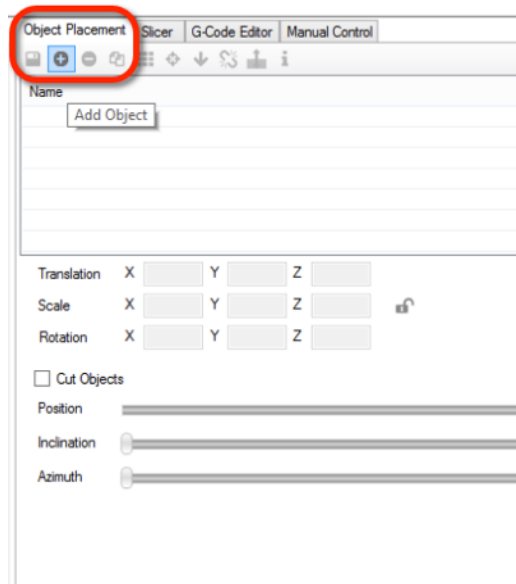 Object Placement Slicer G-Code Editor Manual Control
Name
Add Object
Translation X Y Z
Scale X Y Z
Rotation X Y Z
Cut Objects
Position
Inclination
Azimuth